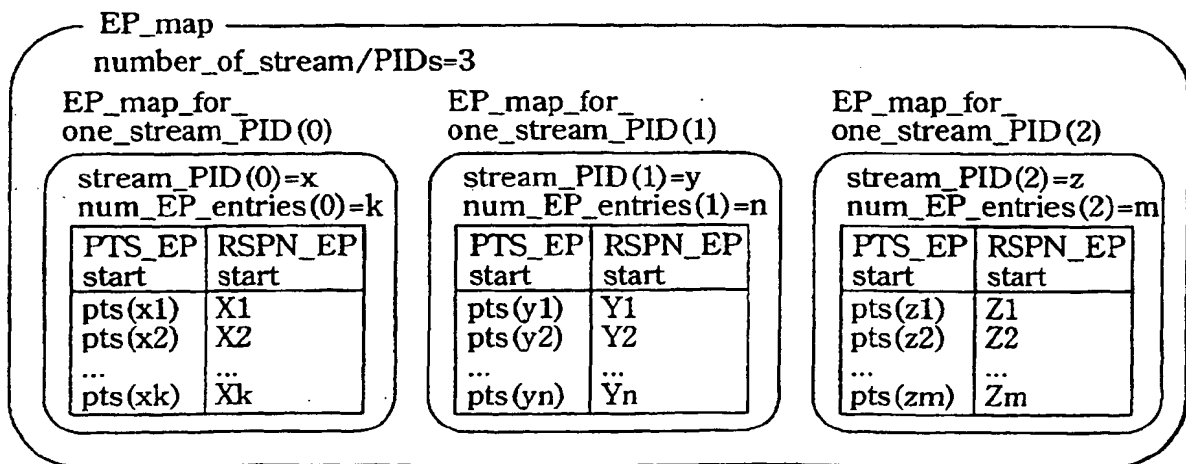 EP_map
number_of_stream/PIDs=3
EP_map_for_
one_stream_PID(0)
stream_PID(0)=x
num_EP_entries(0)=k
PTS_EP RSPN_EP
start start
pts(x1) X1
pts(x2) X2
... ...
pts(xk) Xk
EP_map_for_
one_stream_PID(1)
stream_PID(1)=y
num_EP_entries(1)=n
PTS_EP RSPN_EP
start start
pts(y1) Y1
pts(y2) Y2
... ...
pts(yn) Yn
EP_map_for_
one_stream_PID(2)
stream_PID(2)=z
num_EP_entries(2)=m
PTS_EP RSPN_EP
start start
pts(z1) Z1
pts(z2) Z2
... ...
pts(zm) Zm